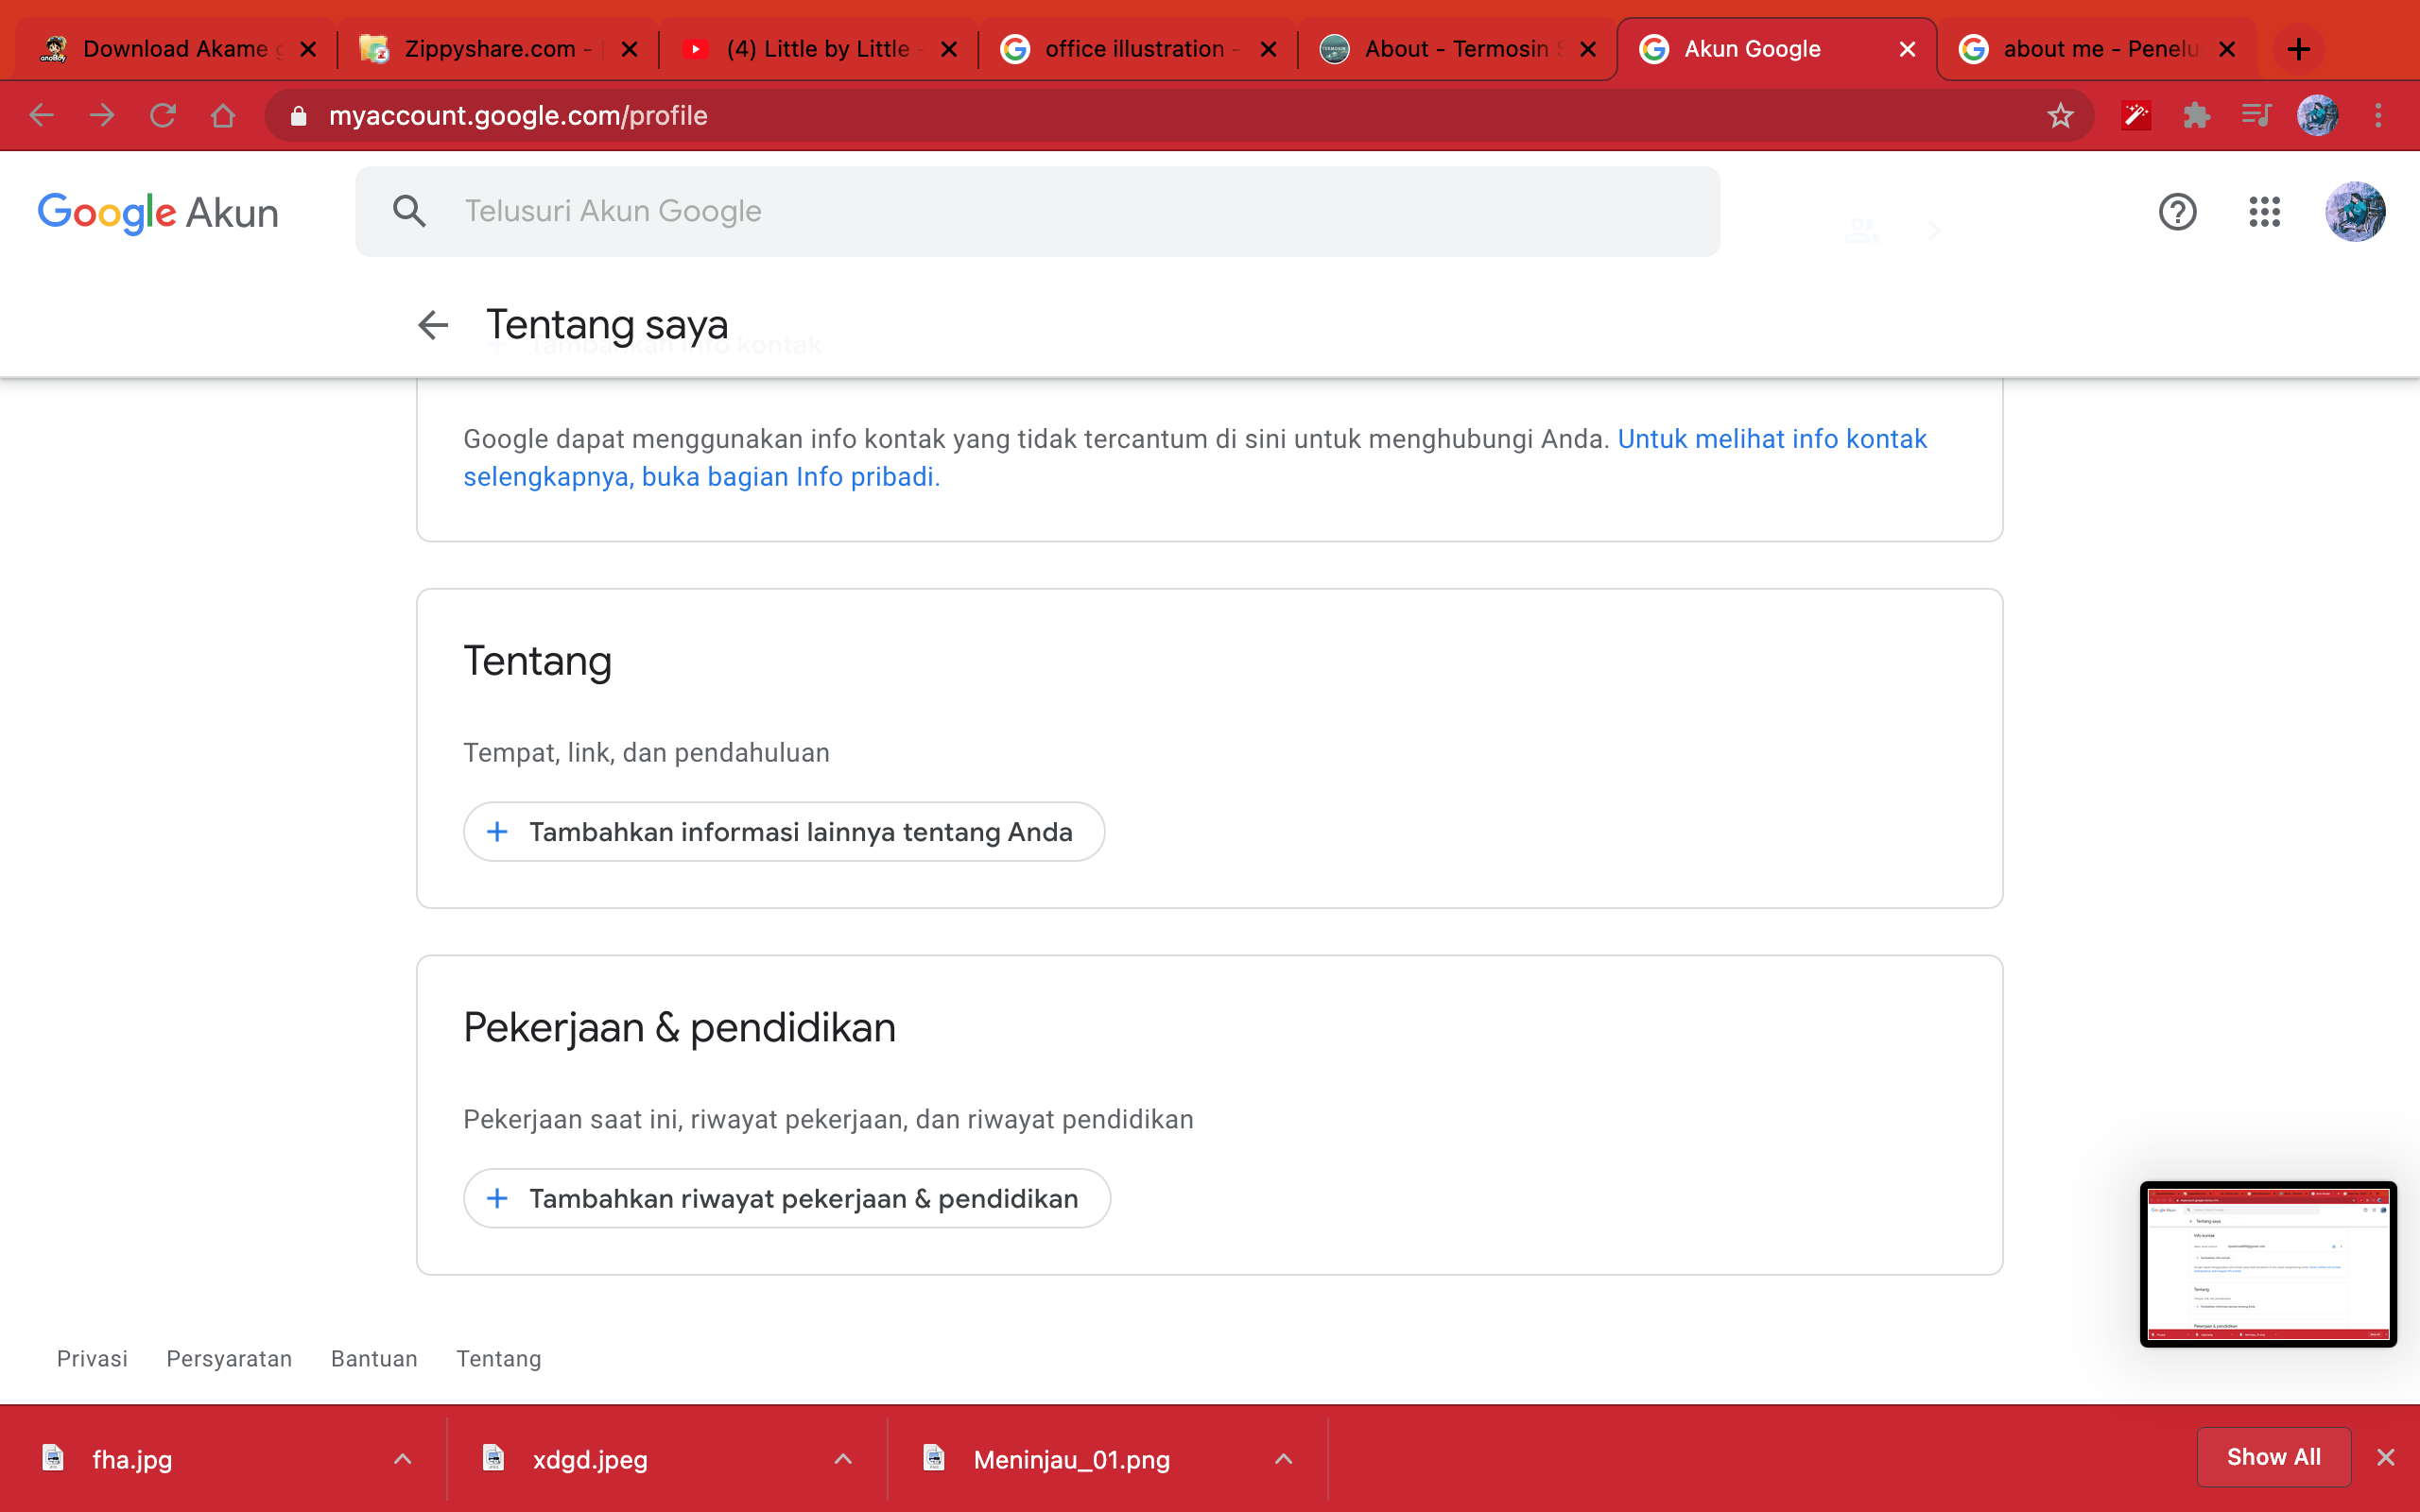 Download Akame
Zippyshare.com -
(4) Little by Little -
office illustration -
About - Termosin
Akun Google
about me - Penelu
myaccount.google.com/profile
Google Akun
Telusuri Akun Google
Tentang saya
Tambahkan info kontak
Google dapat menggunakan info kontak yang tidak tercantum di sini untuk menghubungi Anda. Untuk melihat info kontak
selengkapnya, buka bagian Info pribadi.
Tentang
Tempat, link, dan pendahuluan
+ Tambahkan informasi lainnya tentang Anda
Pekerjaan & pendidikan
Pekerjaan saat ini, riwayat pekerjaan, dan riwayat pendidikan
+ Tambahkan riwayat pekerjaan & pendidikan
Privasi Persyaratan Bantuan Tentang
fha.jpg
xdgd.jpeg
Meninjau_01.png
Show All